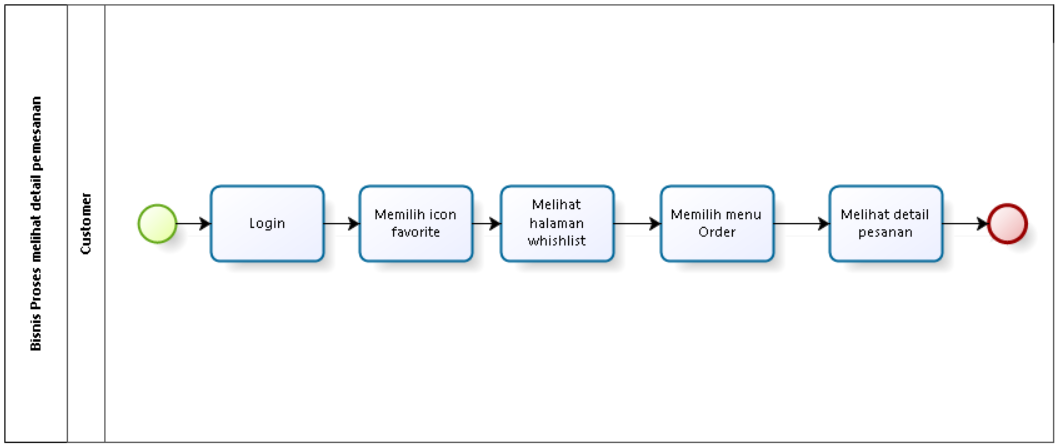 Bisnis Proses melihat detail pemesanan
Customer
Login
Memilih icon
favorite
Melihat
halaman
whishlist
Memilih menu
Order
Melihat detail
pesanan